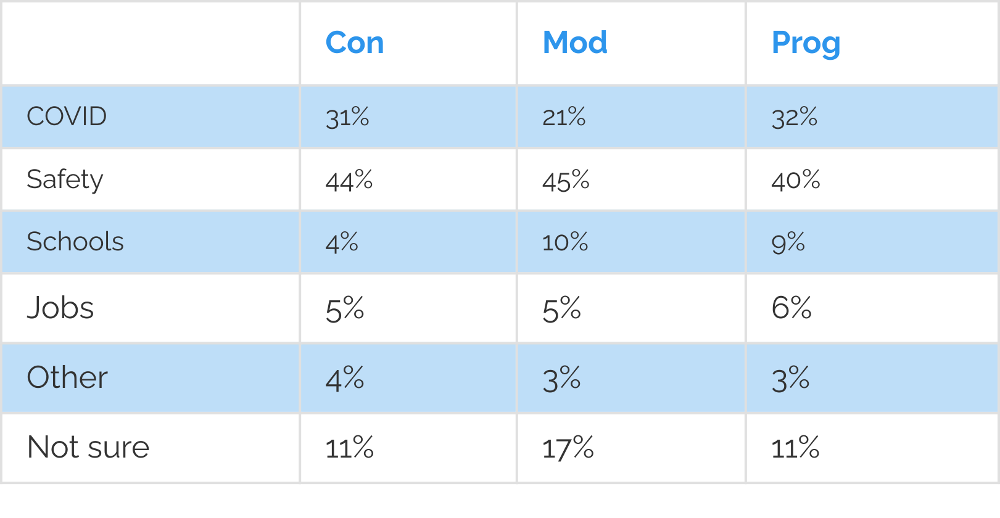 Con Mod Prog
COVID 31% 21% 32%
Safety 44% 45% 40%
Schools 4% 10% 9%
Jobs 5% 5% 6%
Other 4% 3% 3%
Not sure 11% 17% 11%